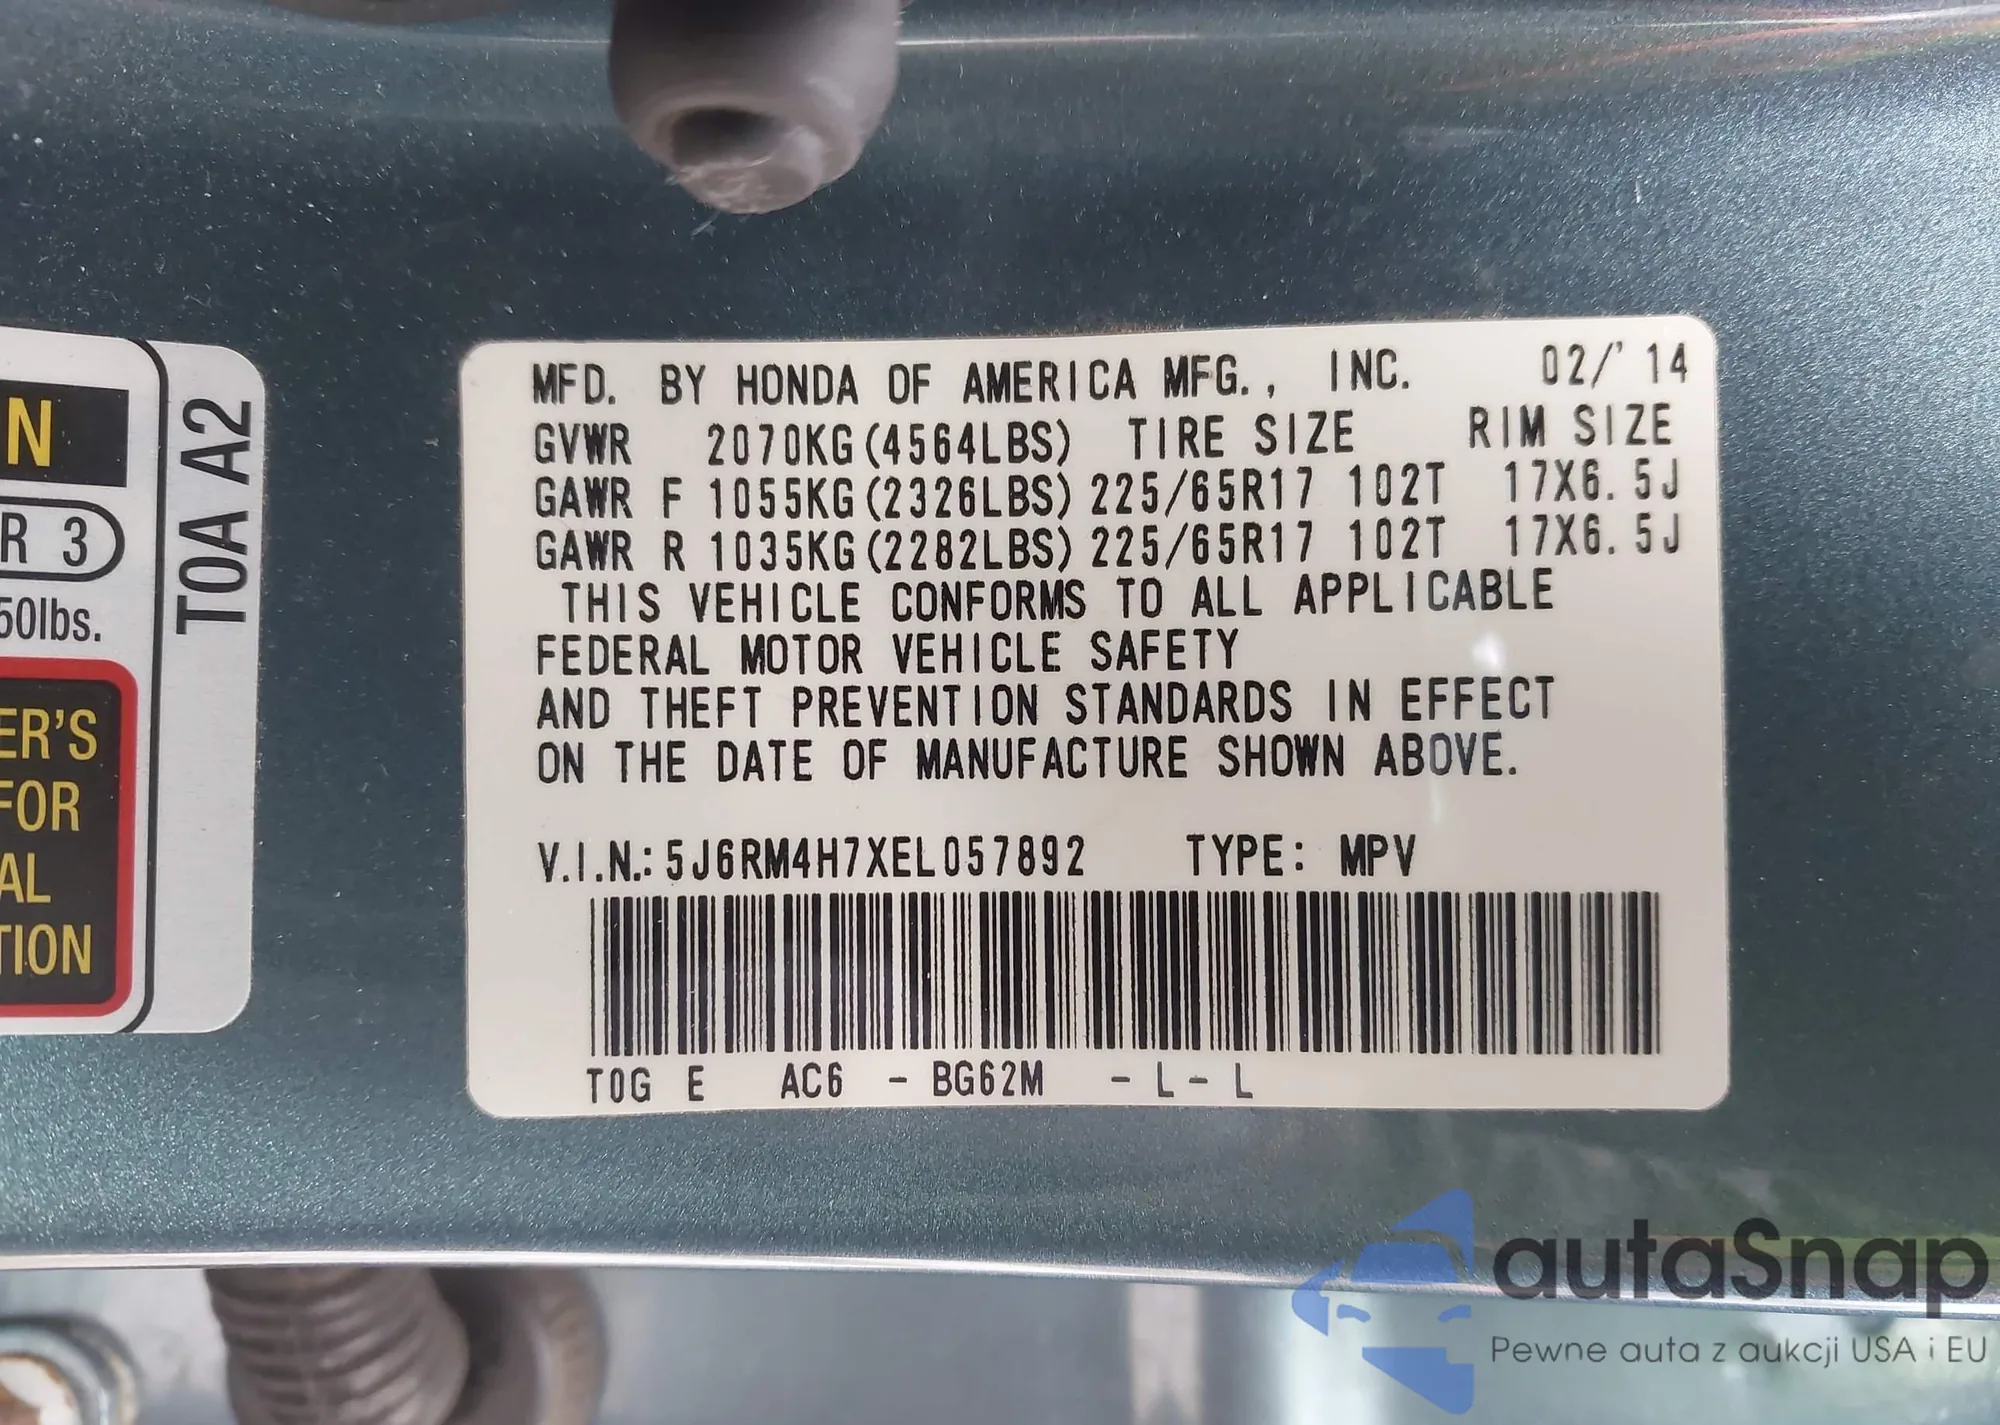 MFD. BY HONDA OF AMERICA MFG., INC. 02/'14
GVWR 2070KG(4564LBS) TIRE SIZE RIM SIZE
GAWR F 1055KG(2326LBS) 225/65R17 102T 17X6.5J
GAWR R 1035KG(2282LBS) 225/65R17 102T 17X6.5J
THIS VEHICLE CONFORMS TO ALL APPLICABLE
FEDERAL MOTOR VEHICLE SAFETY
AND THEFT PREVENTION STANDARDS IN EFFECT
ON THE DATE OF MANUFACTURE SHOWN ABOVE.
V.I.N.: 5J6RM4H7XEL057892 TYPE: MPV
T0G E AC6 - BG62M - L - L
N
R 3
50lbs.
ER'S
FOR
AL
TION
T0A A2
autaSnap
Pewne auta z aukcji USA i EU